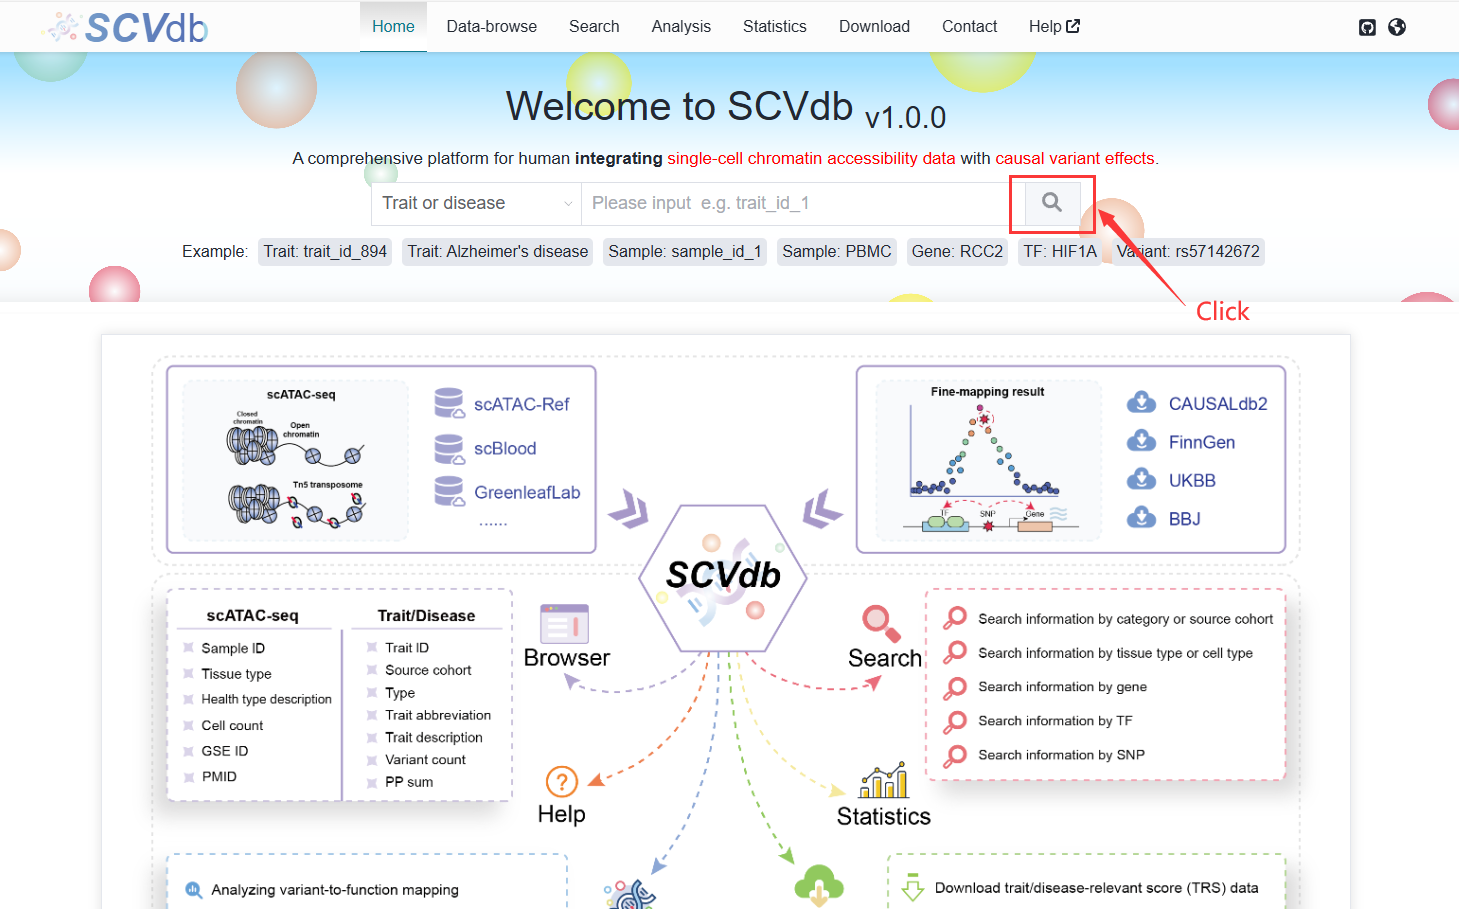 SCVdb
Home Data-browse Search Analysis Statistics Download Contact Help
Welcome to SCVdb v1.0.0
A comprehensive platform for human integrating single-cell chromatin accessibility data with causal variant effects.
Trait or disease Please input e.g. trait_id_1
Example: Trait: trait_id_894 Trait: Alzheimer's disease Sample: sample_id_1 Sample: PBMC Gene: RCC2 TF: HIF1A Variant: rs57142672
Click
scATAC-seq
Closed
chromatin
Open
chromatin
Tn5 transposome
scATAC-Ref
scBlood
GreenleafLab
......
Fine-mapping result
TF SNP Gene
CAUSALdb2
FinnGen
UKBB
BBJ
SCVdb
scATAC-seq
Sample ID
Tissue type
Health type description
Cell count
GSE ID
PMID
Trait/Disease
Trait ID
Source cohort
Type
Trait abbreviation
Trait description
Variant count
PP sum
Browser
Search
Search information by category or source cohort
Search information by tissue type or cell type
Search information by gene
Search information by TF
Search information by SNP
Help
Statistics
Analyzing variant-to-function mapping
Download trait/disease-relevant score (TRS) data